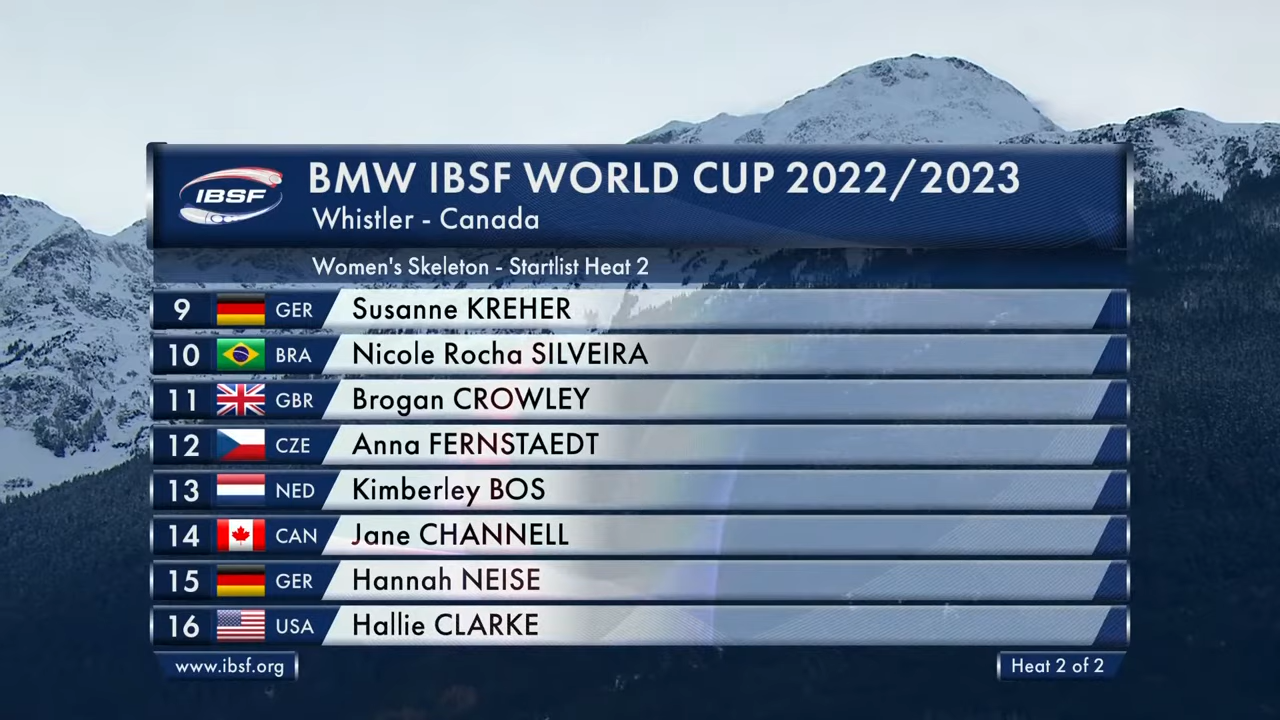 IBSF
BMW IBSF WORLD CUP 2022/2023
Whistler - Canada
Women's Skeleton - Startlist Heat 2
9 GER Susanne KREHER
10 BRA Nicole Rocha SILVEIRA
11 GBR Brogan CROWLEY
12 CZE Anna FERNSTAEDT
13 NED Kimberley BOS
14 CAN Jane CHANNELL
15 GER Hannah NEISE
16 USA Hallie CLARKE
www.ibsf.org Heat 2 of 2